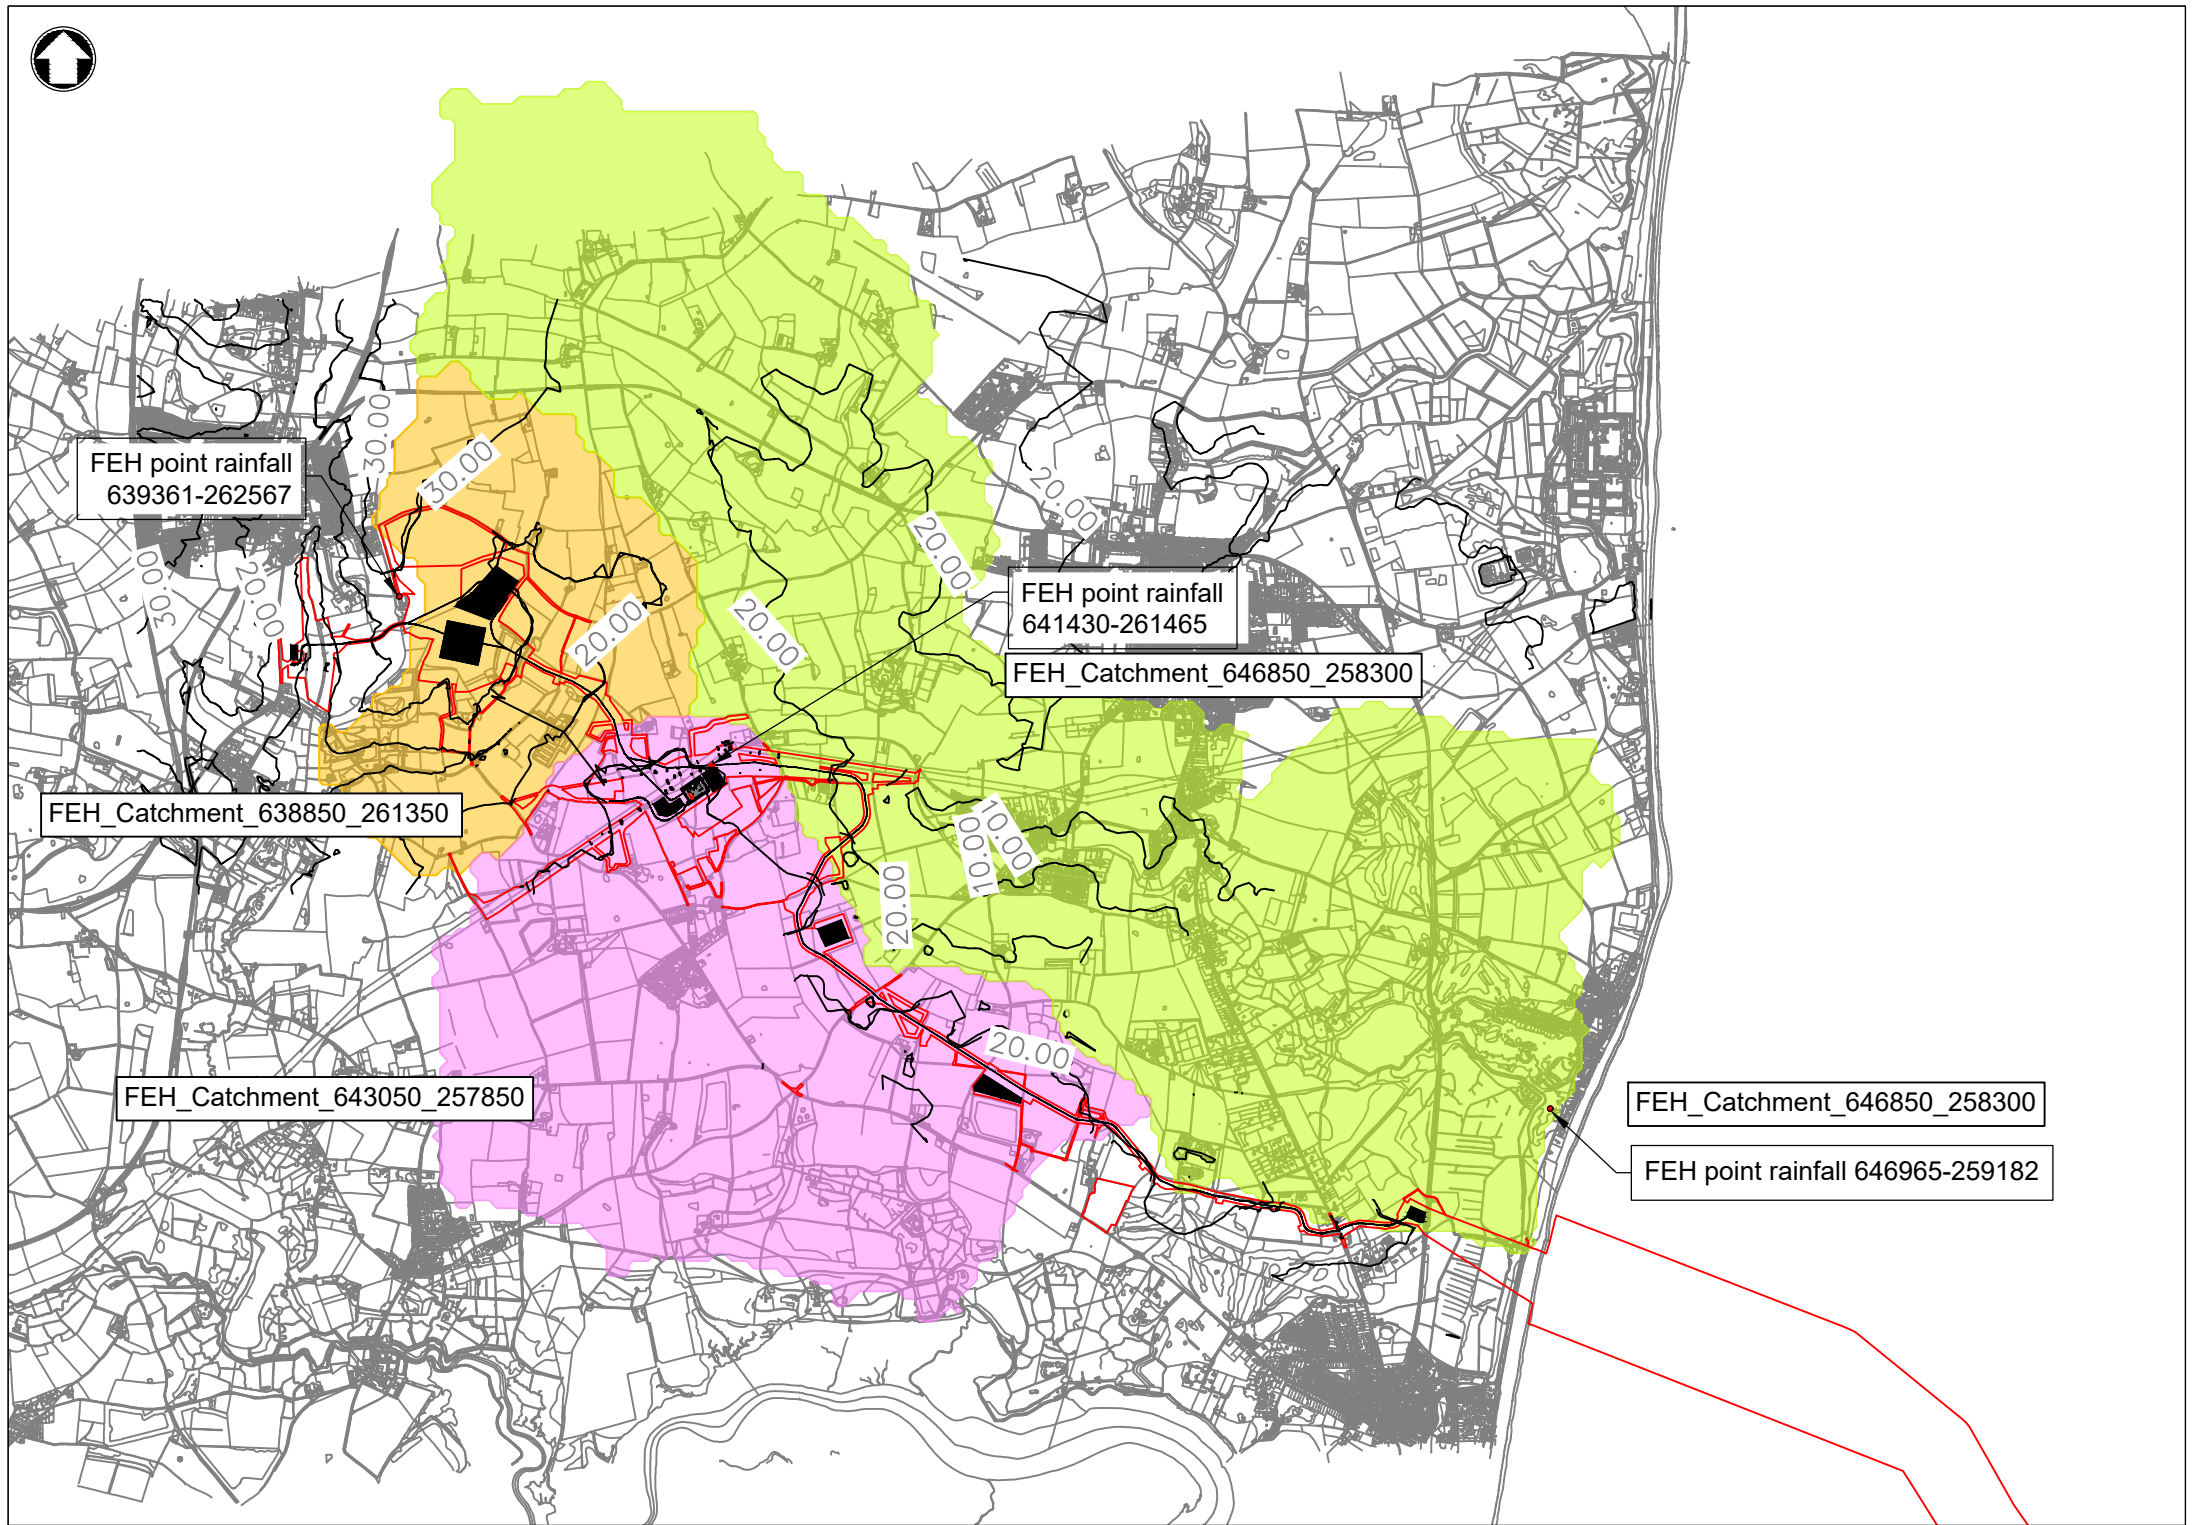 30.00
30.00
FEH point rainfall
639361-262567
20.00
20.00
30.00
20.00
20.00
20.00
FEH point rainfall
641430-261465
FEH_Catchment_646850_258300
FEH_Catchment_638850_261350
10.00
10.00
20.00
20.00
FEH_Catchment_643050_257850
FEH_Catchment_646850_258300
FEH point rainfall 646965-259182